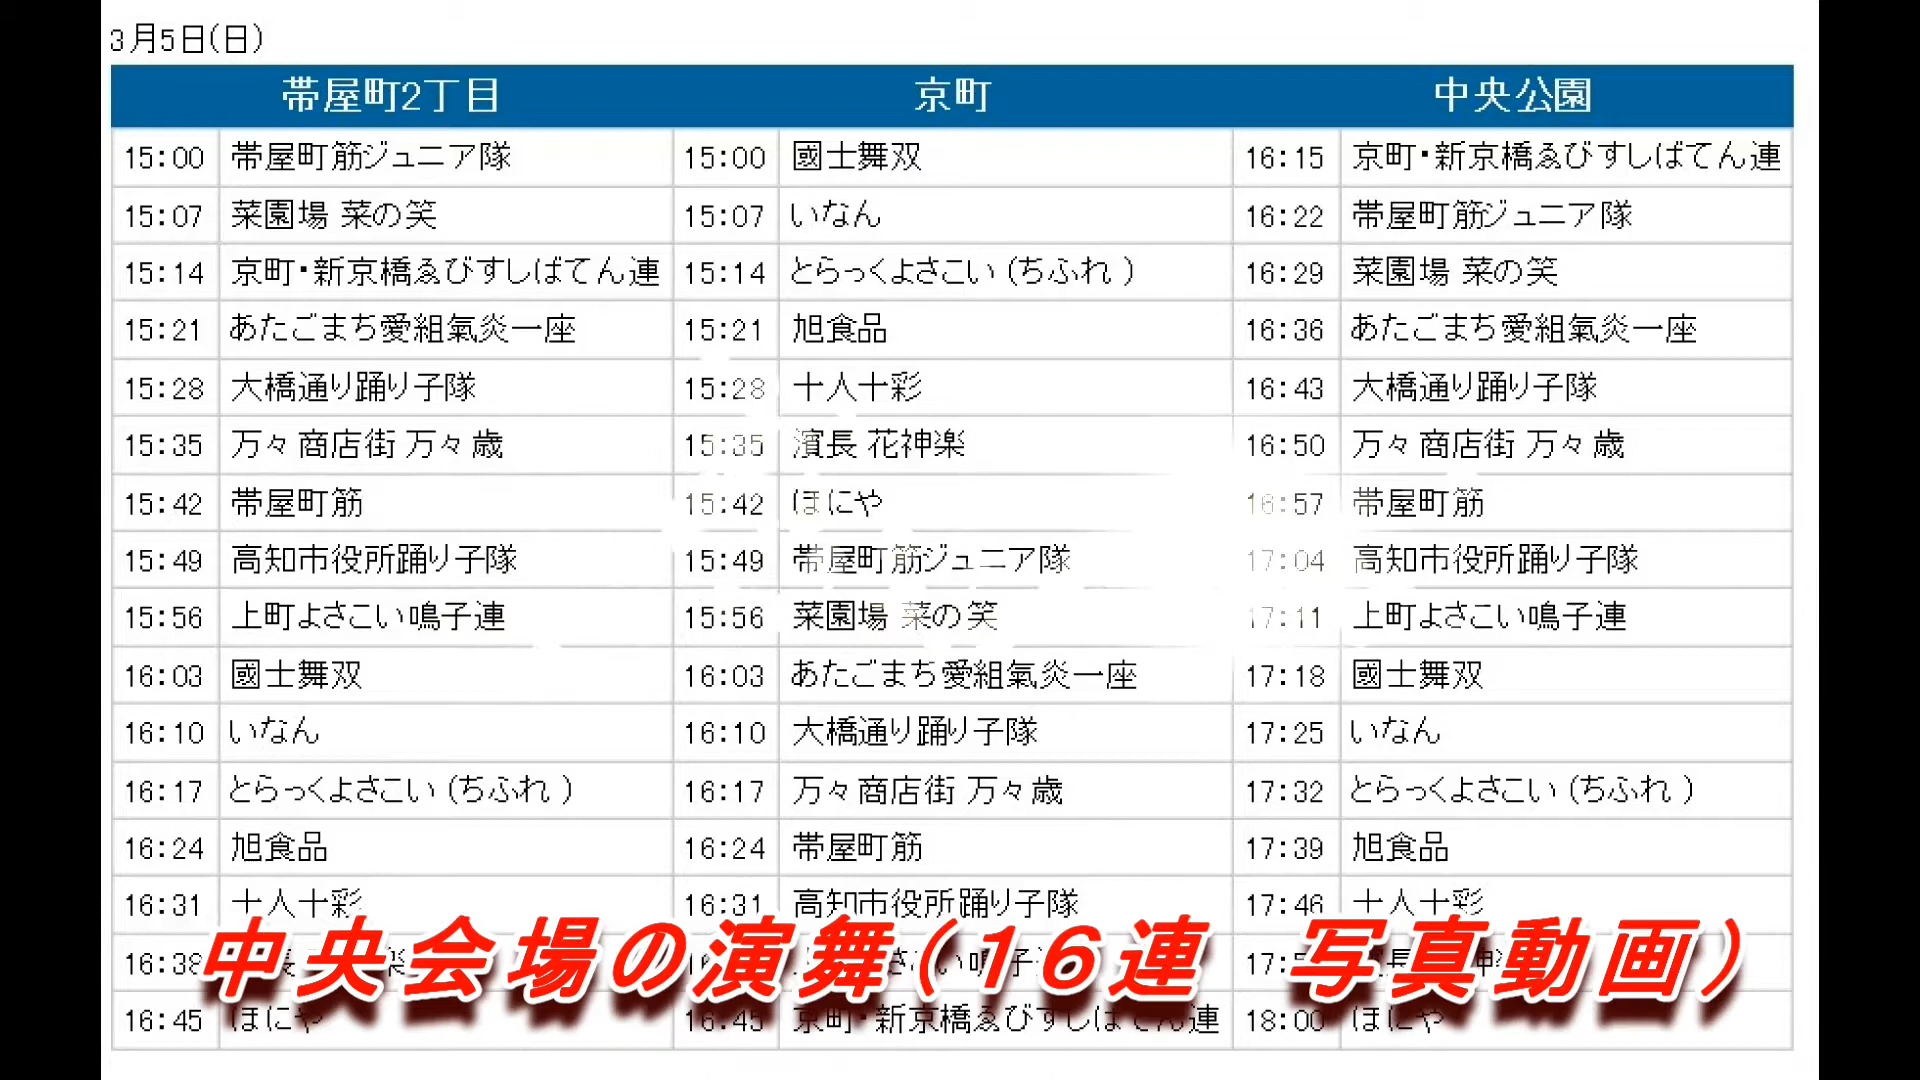 3月5日(日)
帯屋町2丁目 京町 中央公園
15:00 帯屋町筋ジュニア隊 15:00 國士舞双 16:15 京町・新京橋ゑびすしばてん連
15:07 菜園場 菜の笑 15:07 いなん 16:22 帯屋町筋ジュニア隊
15:14 京町・新京橋ゑびすしばてん連 15:14 とらっくよさこい(ちふれ) 16:29 菜園場 菜の笑
15:21 あたごまち愛組氣炎一座 15:21 旭食品 16:36 あたごまち愛組氣炎一座
15:28 大橋通り踊り子隊 15:28 十人十彩 16:43 大橋通り踊り子隊
15:35 万々商店街 万々歳 15:35 濱長 花神楽 16:50 万々商店街 万々歳
15:42 帯屋町筋 15:42 ほにや 16:57 帯屋町筋
15:49 高知市役所踊り子隊 15:49 帯屋町筋ジュニア隊 17:04 高知市役所踊り子隊
15:56 上町よさこい鳴子連 15:56 菜園場 菜の笑 17:11 上町よさこい鳴子連
16:03 國士舞双 16:03 あたごまち愛組氣炎一座 17:18 國士舞双
16:10 いなん 16:10 大橋通り踊り子隊 17:25 いなん
16:17 とらっくよさこい(ちふれ) 16:17 万々商店街 万々歳 17:32 とらっくよさこい(ちふれ)
16:24 旭食品 16:24 帯屋町筋 17:39 旭食品
16:31 十人十彩 16:31 高知市役所踊り子隊 17:46 十人十彩
16:38
中央会場の演舞(16連 写真動画)
16:45 ほにや 16:45 京町・新京橋ゑびすしばてん連 18:00 ほにや